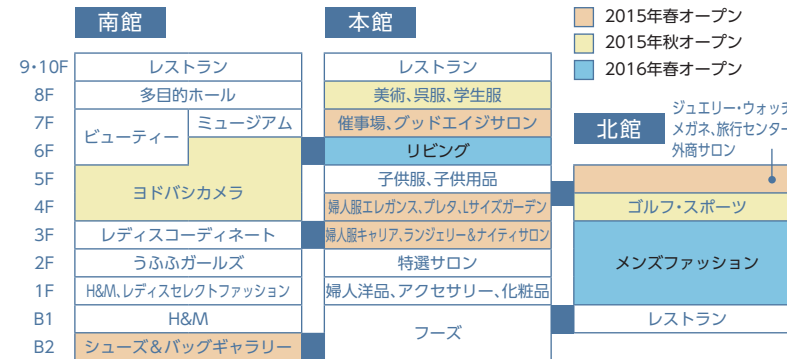 南館
本館
2015年春オープン
2015年秋オープン
2016年春オープン
9・10F レストラン レストラン
8F 多目的ホール 美術、呉服、学生服
7F ミュージアム 催事場、グッドエイジサロン
ビューティー
6F リビング
北館
ジュエリー・ウォッチ
メガネ、旅行センター
外商サロン
5F 子供服、子供用品
ヨドバシカメラ
4F 婦人服エレガンス、プレタ、Lサイズガーデン ゴルフ・スポーツ
3F レディスコーディネート 婦人服キャリア、ランジェリー&ナイティサロン
2F うふふガールズ 特選サロン メンズファッション
1F H&M、レディスセレクトファッション 婦人洋品、アクセサリー、化粧品
B1 H&M レストラン
フーズ
B2 シューズ&バッグギャラリー